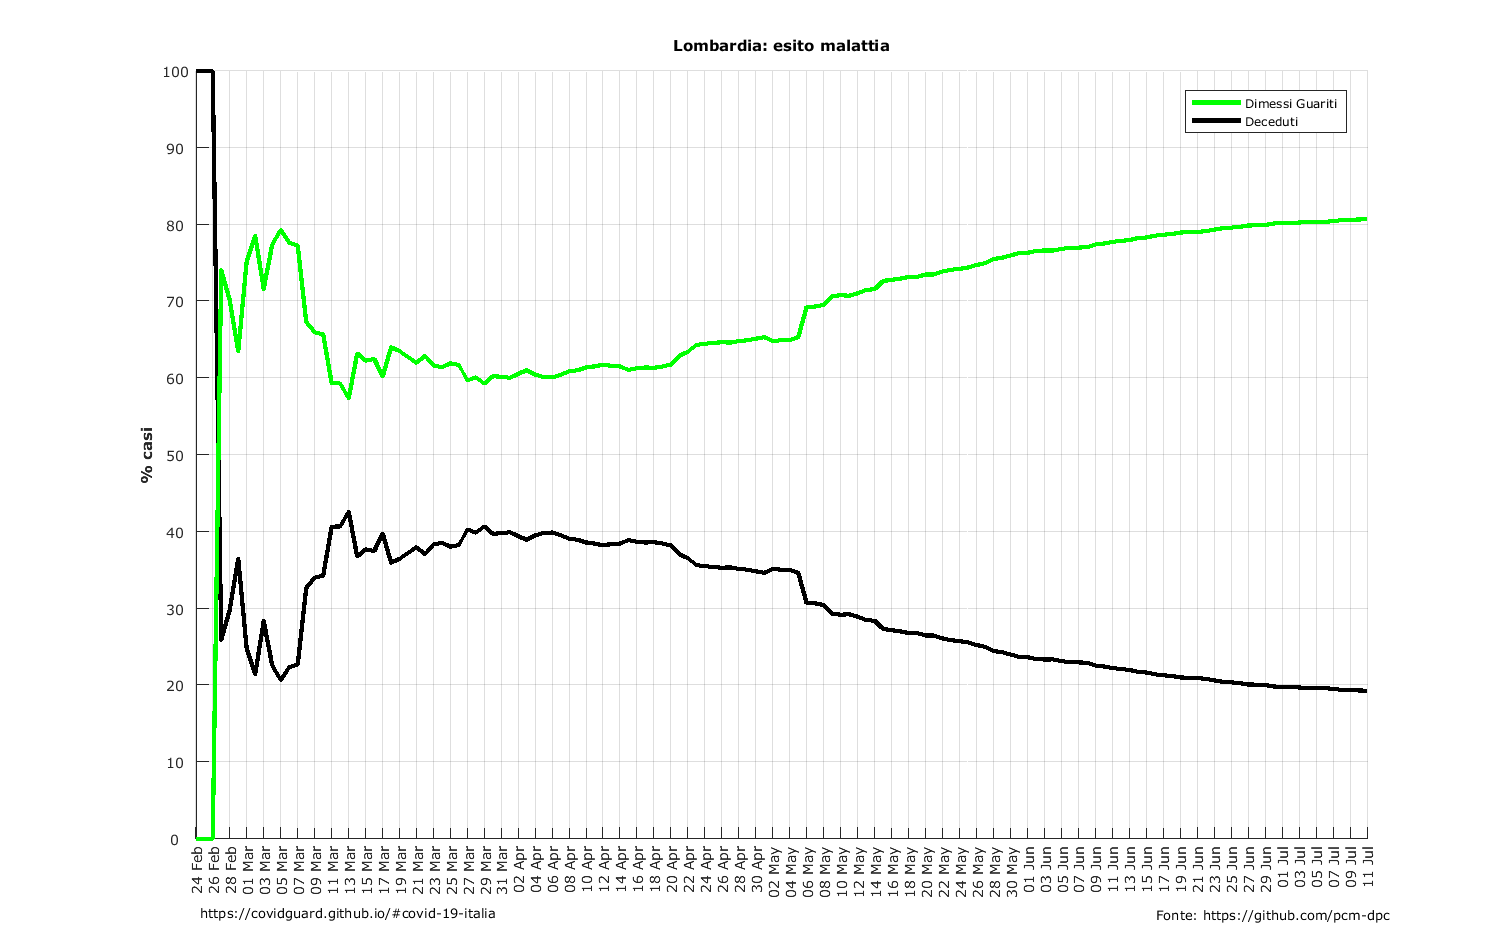 Lombardia: esito malattia
100
90
80
70
60
50
40
30
20
10
0
% casi
Dimessi Guariti
Deceduti
24 Feb
26 Feb
28 Feb
01 Mar
03 Mar
05 Mar
07 Mar
09 Mar
11 Mar
13 Mar
15 Mar
17 Mar
19 Mar
21 Mar
23 Mar
25 Mar
27 Mar
29 Mar
31 Mar
02 Apr
04 Apr
06 Apr
08 Apr
10 Apr
12 Apr
14 Apr
16 Apr
18 Apr
20 Apr
22 Apr
24 Apr
26 Apr
28 Apr
30 Apr
02 May
04 May
06 May
08 May
10 May
12 May
14 May
16 May
18 May
20 May
22 May
24 May
26 May
28 May
30 May
01 Jun
03 Jun
05 Jun
07 Jun
09 Jun
11 Jun
13 Jun
15 Jun
17 Jun
19 Jun
21 Jun
23 Jun
25 Jun
27 Jun
29 Jun
01 Jul
03 Jul
05 Jul
07 Jul
09 Jul
11 Jul
https://covidguard.github.io/#covid-19-italia
Fonte: https://github.com/pcm-dpc